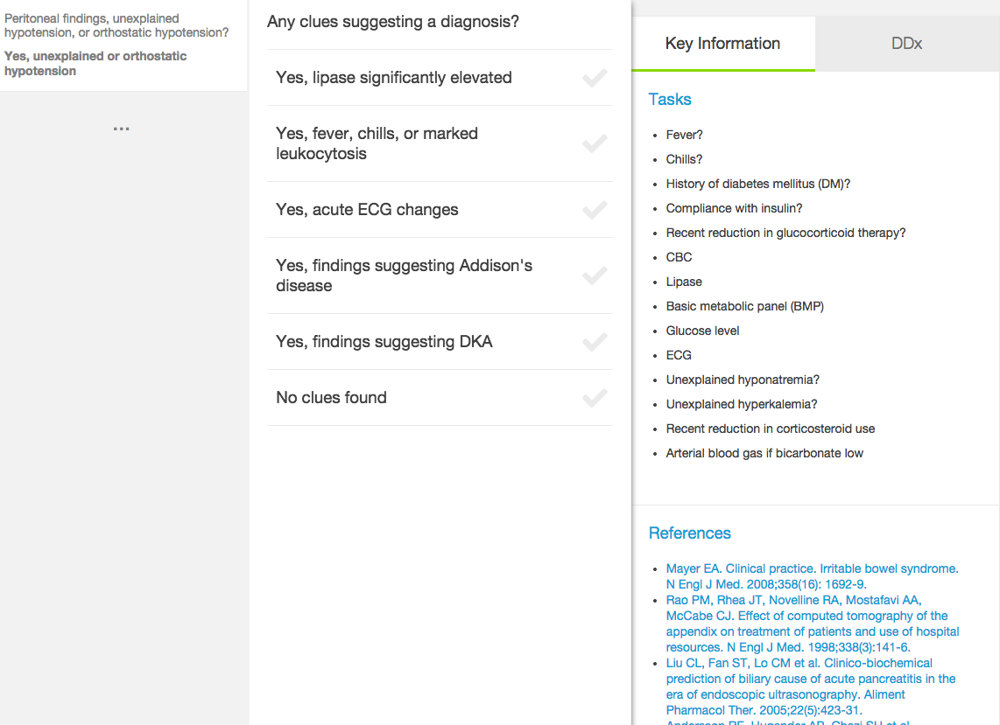 Peritoneal findings, unexplained
hypotension, or orthostatic hypotension?
Yes, unexplained or orthostatic
hypotension
...
Any clues suggesting a diagnosis?
Yes, lipase significantly elevated
Yes, fever, chills, or marked
leukocytosis
Yes, acute ECG changes
Yes, findings suggesting Addison's
disease
Yes, findings suggesting DKA
No clues found
Key Information
DDx
Tasks
• Fever?
• Chills?
• History of diabetes mellitus (DM)?
• Compliance with insulin?
• Recent reduction in glucocorticoid therapy?
• CBC
• Lipase
• Basic metabolic panel (BMP)
• Glucose level
• ECG
• Unexplained hyponatremia?
• Unexplained hyperkalemia?
• Recent reduction in corticosteroid use
• Arterial blood gas if bicarbonate low
References
• Mayer EA. Clinical practice. Irritable bowel syndrome.
N Engl J Med. 2008;358(16): 1692-9.
• Rao PM, Rhea JT, Novelline RA, Mostafavi AA,
McCabe CJ. Effect of computed tomography of the
appendix on treatment of patients and use of hospital
resources. N Engl J Med. 1998;338(3):141-6.
• Liu CL, Fan ST, Lo CM et al. Clinico-biochemical
prediction of biliary cause of acute pancreatitis in the
era of endoscopic ultrasonography. Aliment
Pharmacol Ther. 2005;22(5):423-31.